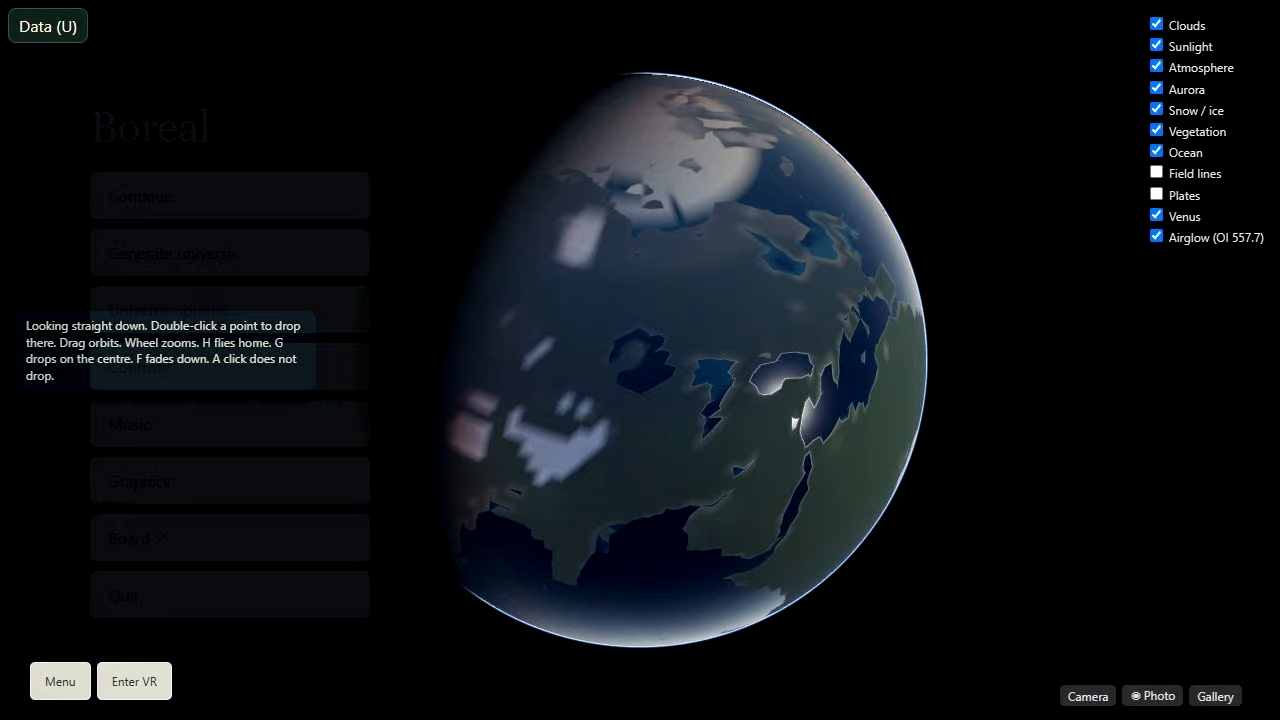 Data (U)
Boreal
Continue
Generate universe
Looking straight down. Double-click a point to drop
there. Drag orbits. Wheel zooms. H flies home. G
drops on the centre. F fades down. A click does not
drop.
Music
Graphics
Board
Quit
Menu
Enter VR
Clouds
Sunlight
Atmosphere
Aurora
Snow / ice
Vegetation
Ocean
Field lines
Plates
Venus
Airglow (OI 557.7)
Camera
Photo
Gallery